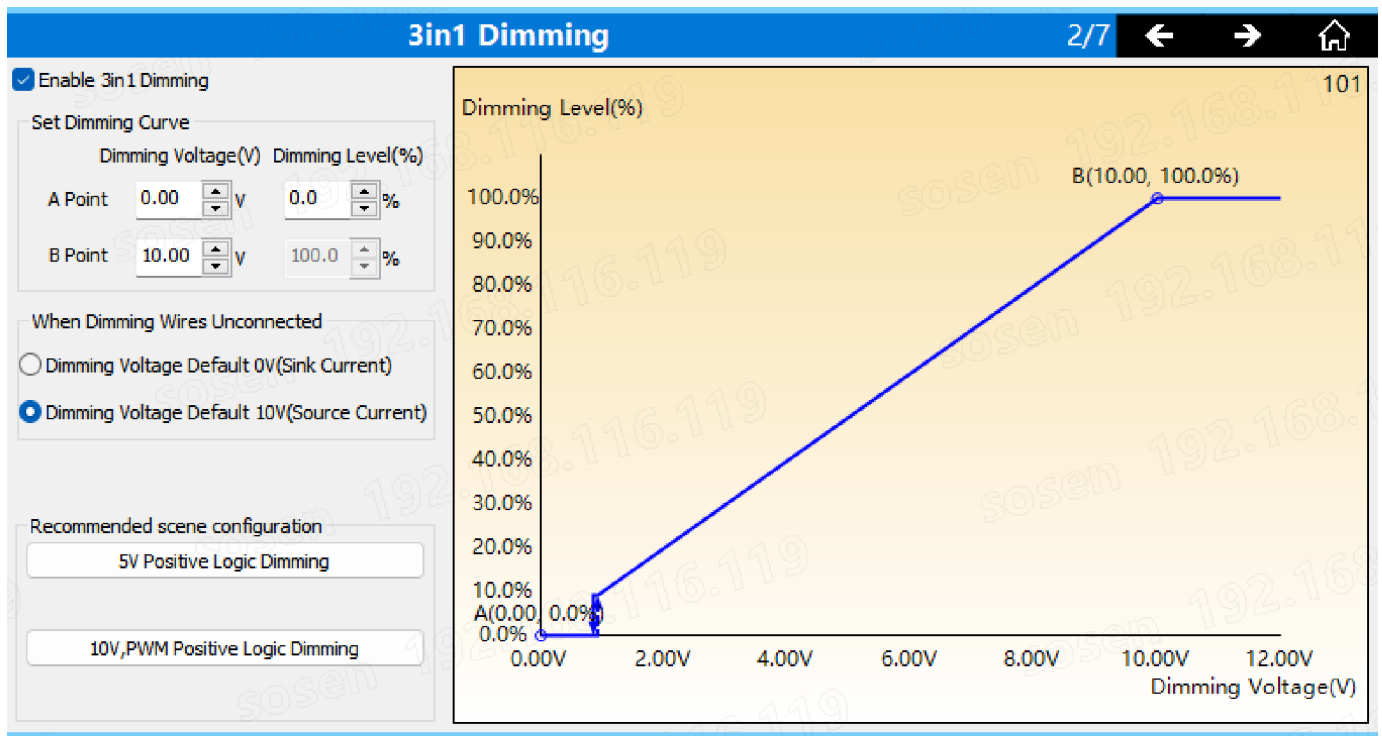 3in1 Dimming
2/7
Enable 3in1 Dimming
Set Dimming Curve
Dimming Voltage(V) Dimming Level(%)
A Point 0.00 V 0.0 %
B Point 10.00 V 100.0 %
When Dimming Wires Unconnected
Dimming Voltage Default 0V(Sink Current)
Dimming Voltage Default 10V(Source Current)
Recommended scene configuration
5V Positive Logic Dimming
10V,PWM Positive Logic Dimming
101
Dimming Level(%)
B(10.00, 100.0%)
100.0%
90.0%
80.0%
70.0%
60.0%
50.0%
40.0%
30.0%
20.0%
10.0%
A(0.00, 0.0%)
0.0%
0.00V 2.00V 4.00V 6.00V 8.00V 10.00V 12.00V
Dimming Voltage(V)
sosen 192.168.116.119